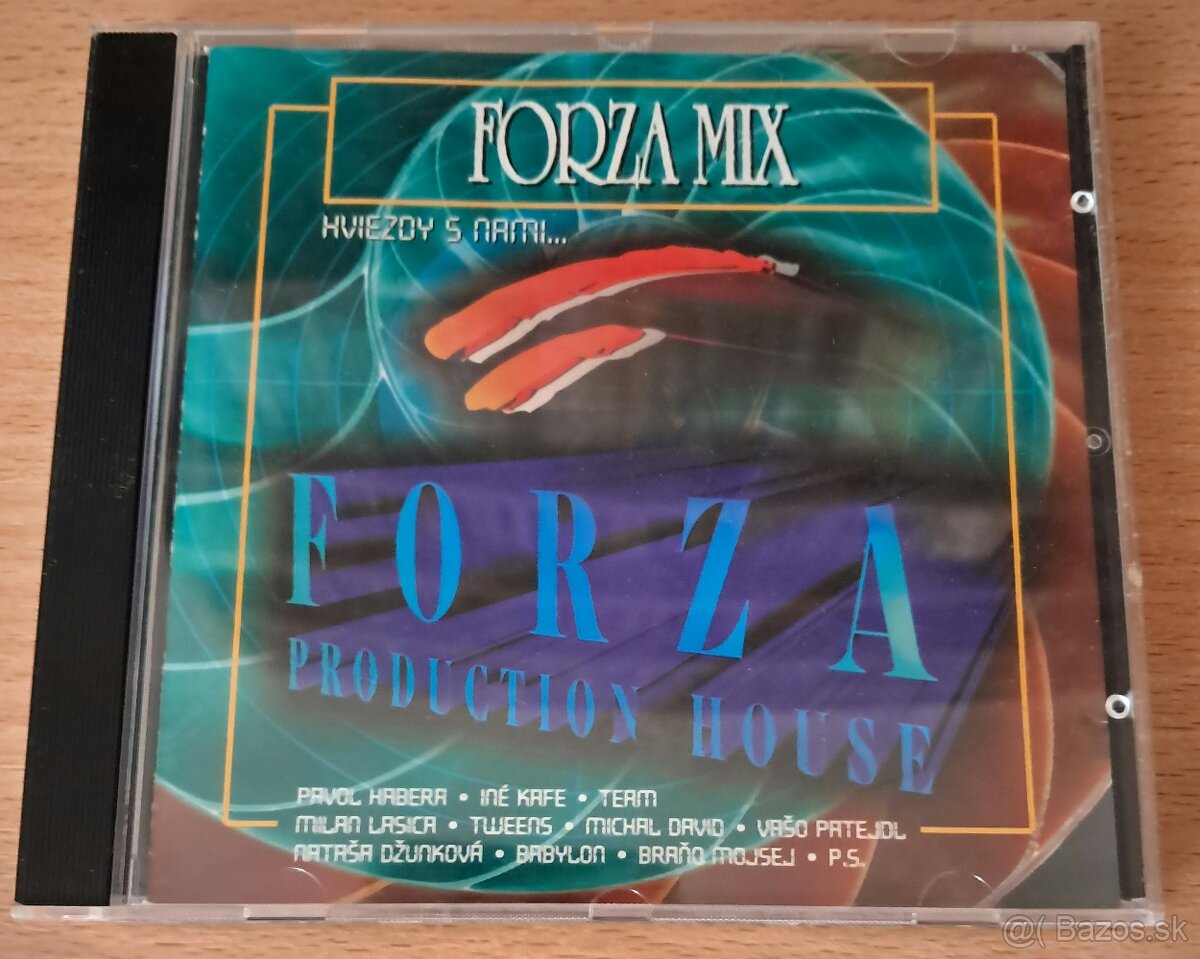 FORZA MIX
HVIEZDY S NAMI...
FORZA
PRODUCTION HOUSE
PAVOL HABERA • INÉ KAFE • TEAM
MILAN LASICA • TWEENS • MICHAL DAVID • VAŠO PATEJDL
NATAŠA DŽUNKOVÁ • BABYLON • BRAŇO MOJSEJ • P.S.
@( Bazos.sk